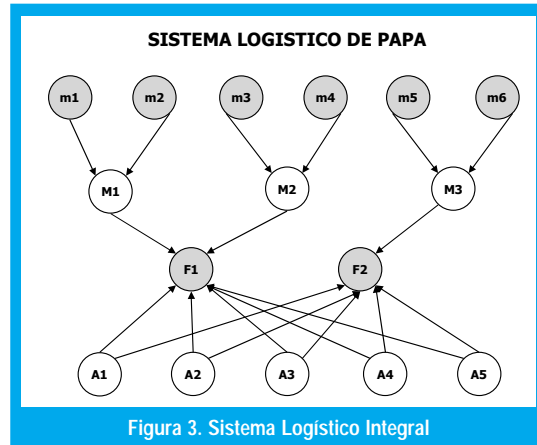 SISTEMA LOGISTICO DE PAPA
m1 m2 m3 m4 m5 m6
M1 M2 M3
F1 F2
A1 A2 A3 A4 A5
Figura 3. Sistema Logístico Integral